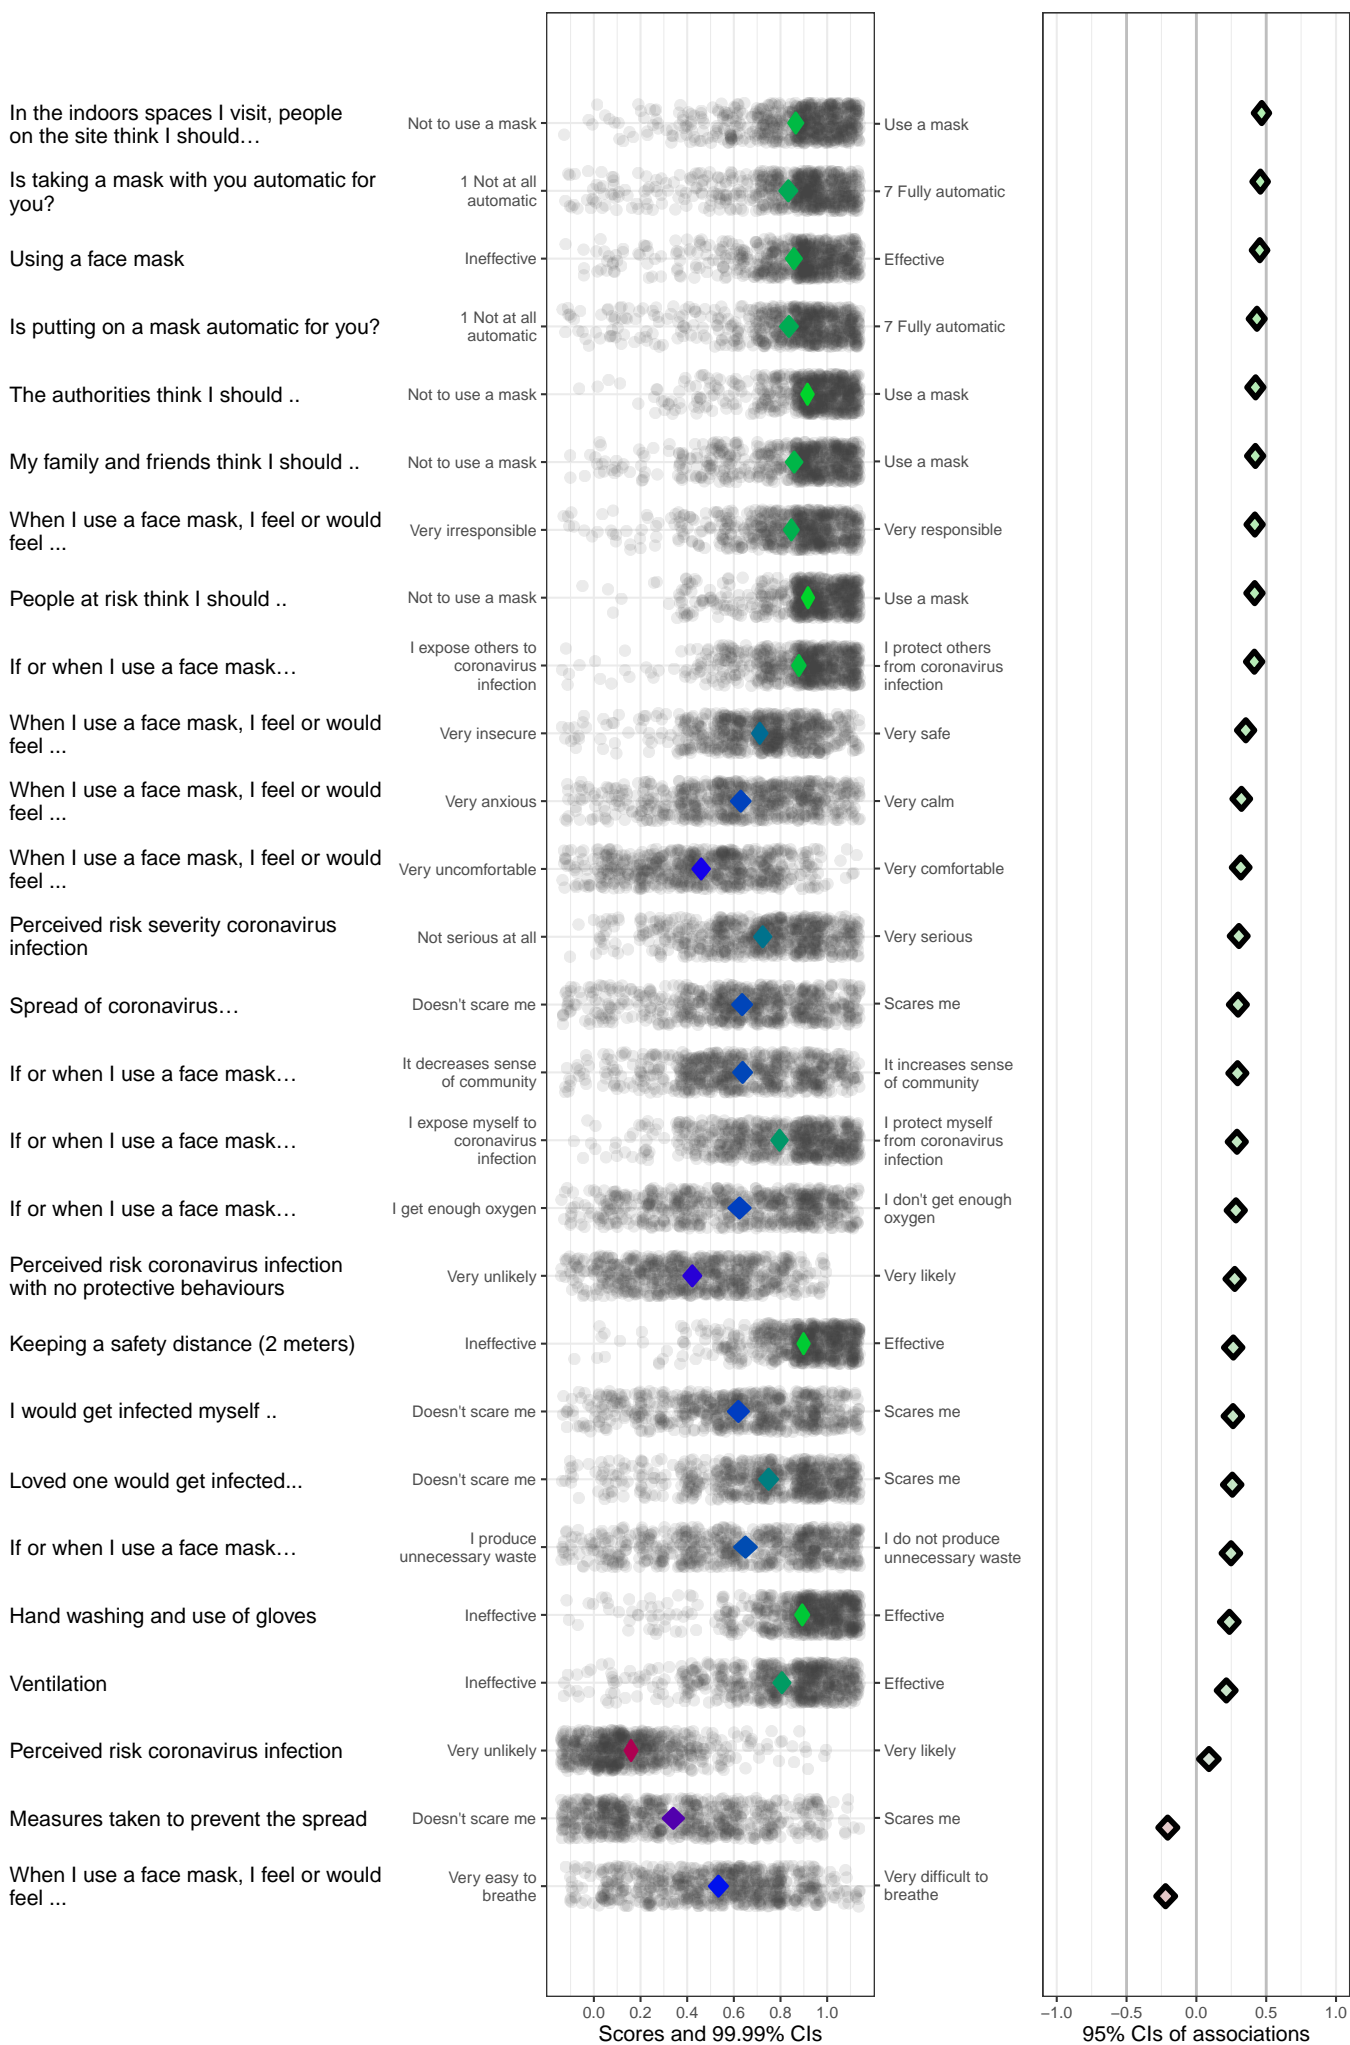 In the indoors spaces I visit, people
on the site think I should…
Not to use a mask
Use a mask
Is taking a mask with you automatic for
you?
1 Not at all
automatic
7 Fully automatic
Using a face mask
Ineffective
Effective
Is putting on a mask automatic for you?
1 Not at all
automatic
7 Fully automatic
The authorities think I should ..
Not to use a mask
Use a mask
My family and friends think I should ..
Not to use a mask
Use a mask
When I use a face mask, I feel or would
feel ...
Very irresponsible
Very responsible
People at risk think I should ..
Not to use a mask
Use a mask
If or when I use a face mask…
I expose others to
coronavirus
infection
I protect others
from coronavirus
infection
When I use a face mask, I feel or would
feel ...
Very insecure
Very safe
When I use a face mask, I feel or would
feel ...
Very anxious
Very calm
When I use a face mask, I feel or would
feel ...
Very uncomfortable
Very comfortable
Perceived risk severity coronavirus
infection
Not serious at all
Very serious
Spread of coronavirus…
Doesn't scare me
Scares me
If or when I use a face mask…
It decreases sense
of community
It increases sense
of community
If or when I use a face mask…
I expose myself to
coronavirus
infection
I protect myself
from coronavirus
infection
If or when I use a face mask…
I get enough oxygen
I don't get enough
oxygen
Perceived risk coronavirus infection
with no protective behaviours
Very unlikely
Very likely
Keeping a safety distance (2 meters)
Ineffective
Effective
I would get infected myself ..
Doesn't scare me
Scares me
Loved one would get infected...
Doesn't scare me
Scares me
If or when I use a face mask…
I produce
unnecessary waste
I do not produce
unnecessary waste
Hand washing and use of gloves
Ineffective
Effective
Ventilation
Ineffective
Effective
Perceived risk coronavirus infection
Very unlikely
Very likely
Measures taken to prevent the spread
Doesn't scare me
Scares me
When I use a face mask, I feel or would
feel ...
Very easy to
breathe
Very difficult to
breathe
0.0 0.2 0.4 0.6 0.8 1.0
Scores and 99.99% CIs
−1.0 −0.5 0.0 0.5 1.0
95% CIs of associations